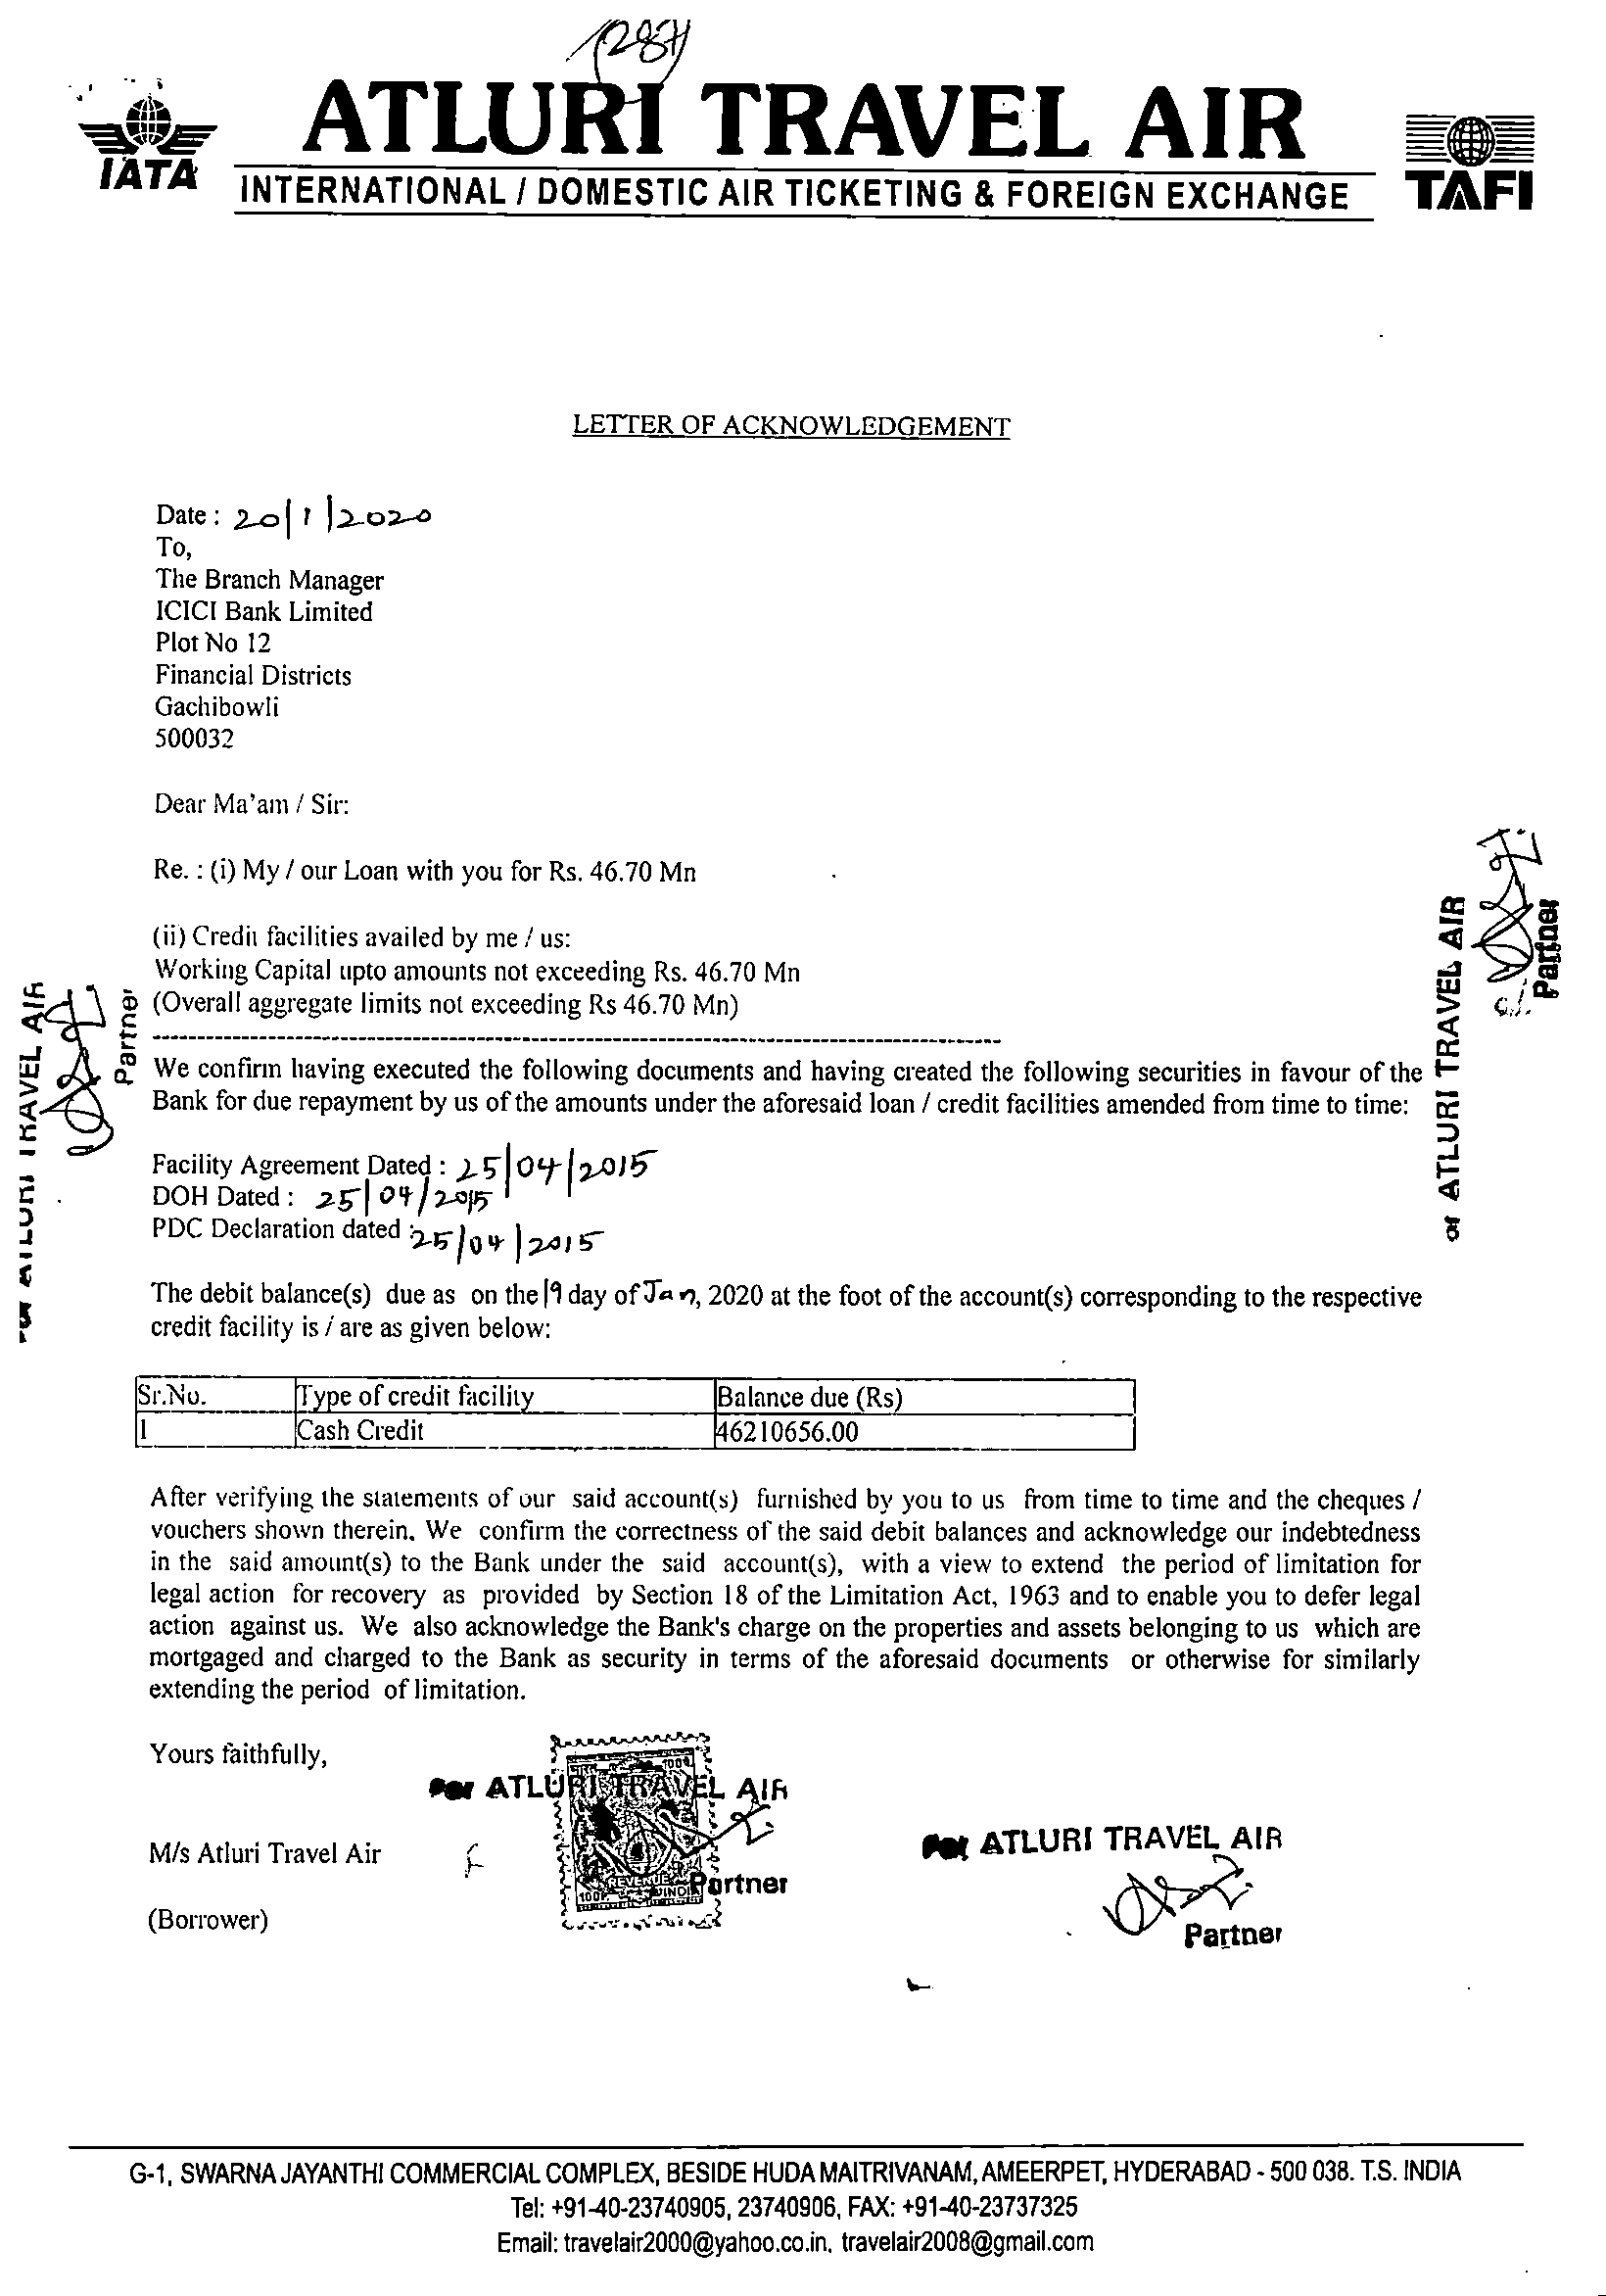 1287
ATLURI TRAVEL AIR
IATA
INTERNATIONAL / DOMESTIC AIR TICKETING & FOREIGN EXCHANGE
TAFI
LETTER OF ACKNOWLEDGEMENT
Date : 20/1/2020
To,
The Branch Manager
ICICI Bank Limited
Plot No 12
Financial Districts
Gachibowli
500032
Dear Ma'am / Sir:
Re. : (i) My / our Loan with you for Rs. 46.70 Mn
(ii) Credit facilities availed by me / us:
Working Capital upto amounts not exceeding Rs. 46.70 Mn
(Overall aggregate limits not exceeding Rs 46.70 Mn)
We confirm having executed the following documents and having created the following securities in favour of the
Bank for due repayment by us of the amounts under the aforesaid loan / credit facilities amended from time to time:
Facility Agreement Dated : 25/04/2015
DOH Dated : 25/04/2015
PDC Declaration dated : 25/04/2015
The debit balance(s) due as on the 19 day of Jan, 2020 at the foot of the account(s) corresponding to the respective
credit facility is / are as given below:
Sr.No. Type of credit facility Balance due (Rs)
1 Cash Credit 46210656.00
After verifying the statements of our said account(s) furnished by you to us from time to time and the cheques /
vouchers shown therein. We confirm the correctness of the said debit balances and acknowledge our indebtedness
in the said amount(s) to the Bank under the said account(s), with a view to extend the period of limitation for
legal action for recovery as provided by Section 18 of the Limitation Act, 1963 and to enable you to defer legal
action against us. We also acknowledge the Bank's charge on the properties and assets belonging to us which are
mortgaged and charged to the Bank as security in terms of the aforesaid documents or otherwise for similarly
extending the period of limitation.
Yours faithfully,
For ATLURI TRAVEL AIR
M/s Atluri Travel Air
REVENUE
Partner
(Borrower)
For ATLURI TRAVEL AIR
Partner
For ATLURI TRAVEL AIR
Partner
or ATLURI TRAVEL AIR
Partner
G-1, SWARNA JAYANTHI COMMERCIAL COMPLEX, BESIDE HUDA MAITRIVANAM, AMEERPET, HYDERABAD - 500 038. T.S. INDIA
Tel: +91-40-23740905, 23740906, FAX: +91-40-23737325
Email: travelair2000@yahoo.co.in, travelair2008@gmail.com